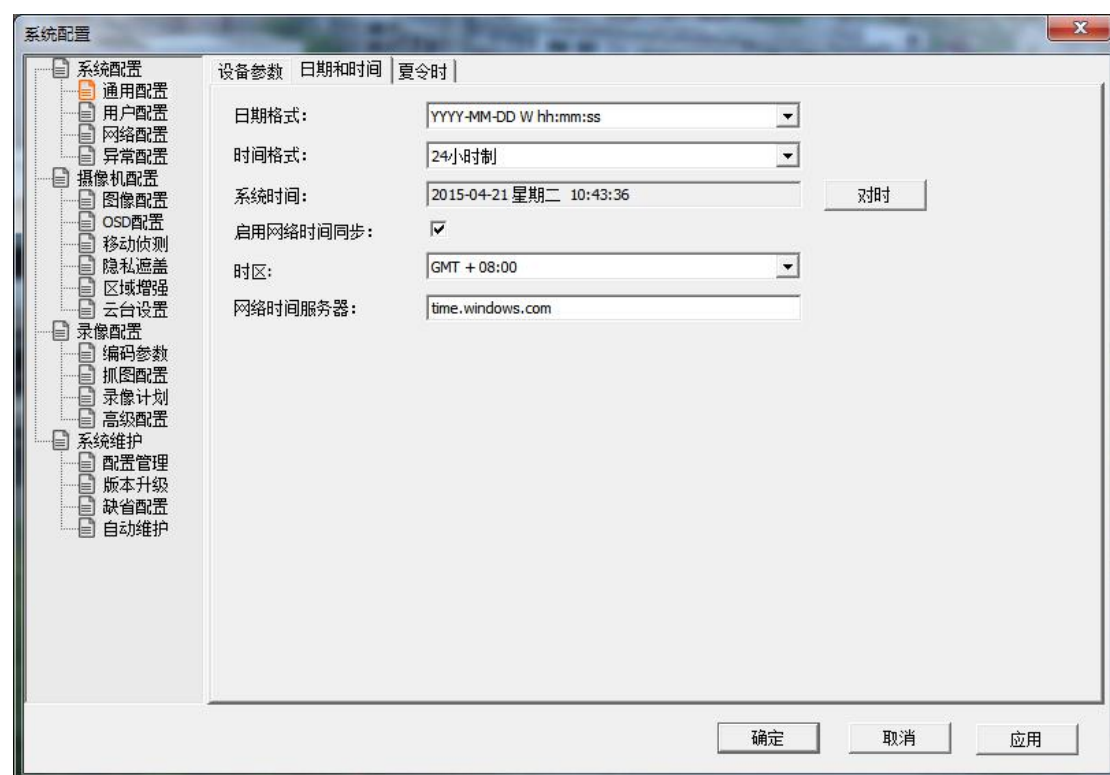 系统配置
系统配置
通用配置
用户配置
网络配置
异常配置
摄像机配置
图像配置
OSD配置
移动侦测
隐私遮盖
区域增强
云台设置
录像配置
编码参数
抓图配置
录像计划
高级配置
系统维护
配置管理
版本升级
缺省配置
自动维护
设备参数 日期和时间 夏令时
日期格式： YYYY-MM-DD W hh:mm:ss
时间格式： 24小时制
系统时间： 2015-04-21 星期二 10:43:36 对时
启用网络时间同步：
时区： GMT + 08:00
网络时间服务器： time.windows.com
确定 取消 应用